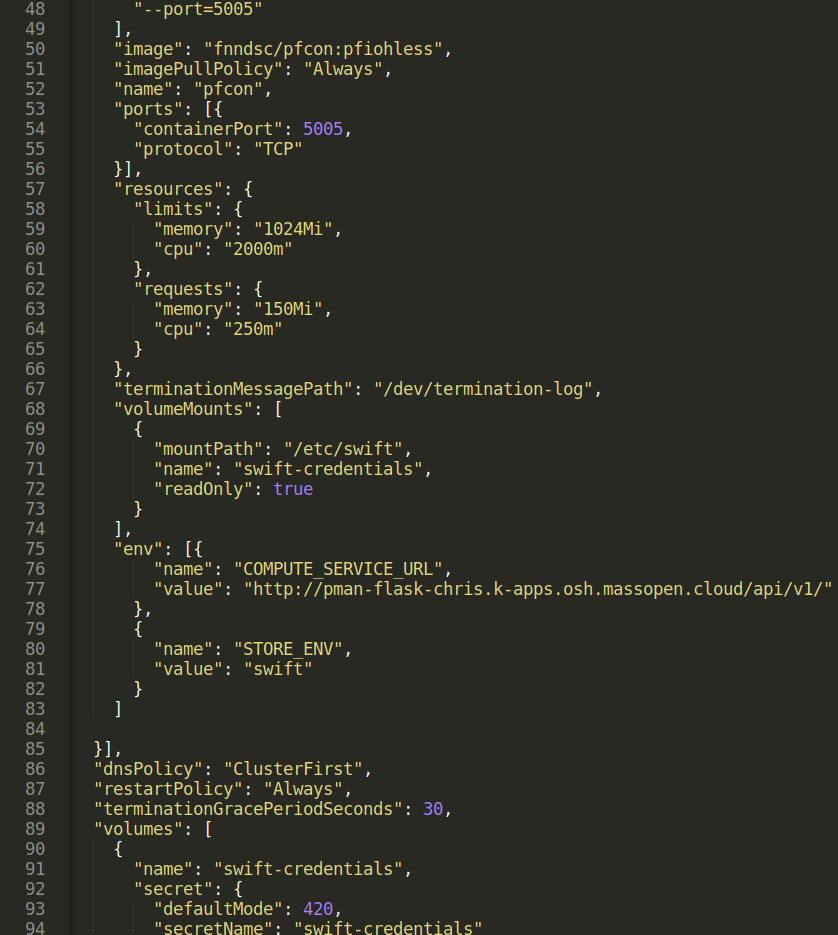 48 "--port=5005"
49 ],
50 "image": "fnndsc/pfcon:pfiohless",
51 "imagePullPolicy": "Always",
52 "name": "pfcon",
53 "ports": [{
54 "containerPort": 5005,
55 "protocol": "TCP"
56 }],
57 "resources": {
58 "limits": {
59 "memory": "1024Mi",
60 "cpu": "2000m"
61 },
62 "requests": {
63 "memory": "150Mi",
64 "cpu": "250m"
65 }
66 },
67 "terminationMessagePath": "/dev/termination-log",
68 "volumeMounts": [
69 {
70 "mountPath": "/etc/swift",
71 "name": "swift-credentials",
72 "readOnly": true
73 }
74 ],
75 "env": [{
76 "name": "COMPUTE_SERVICE_URL",
77 "value": "http://pman-flask-chris.k-apps.osh.massopen.cloud/api/v1/"
78 },
79 {
80 "name": "STORE_ENV",
81 "value": "swift"
82 }
83 ]
84
85 }],
86 "dnsPolicy": "ClusterFirst",
87 "restartPolicy": "Always",
88 "terminationGracePeriodSeconds": 30,
89 "volumes": [
90 {
91 "name": "swift-credentials",
92 "secret": {
93 "defaultMode": 420,
94 "secretName": "swift-credentials"